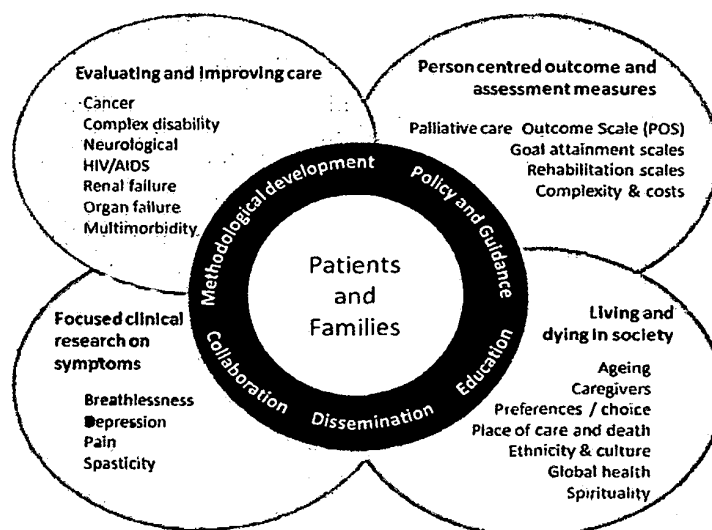 Evaluating and improving care
Cancer
Complex disability
Neurological
HIV/AIDS
Renal failure
Organ failure
Multimorbidity
Person centred outcome and
assessment measures
Palliative care Outcome Scale (POS)
Goal attainment scales
Rehabilitation scales
Complexity & costs
Methodological development
Policy and Guidance
Patients
and
Families
Collaboration
Dissemination
Education
Focused clinical
research on
symptoms
Breathlessness
Depression
Pain
Spasticity
Living and
dying in society
Ageing
Caregivers
Preferences / choice
Place of care and death
Ethnicity & culture
Global health
Spirituality